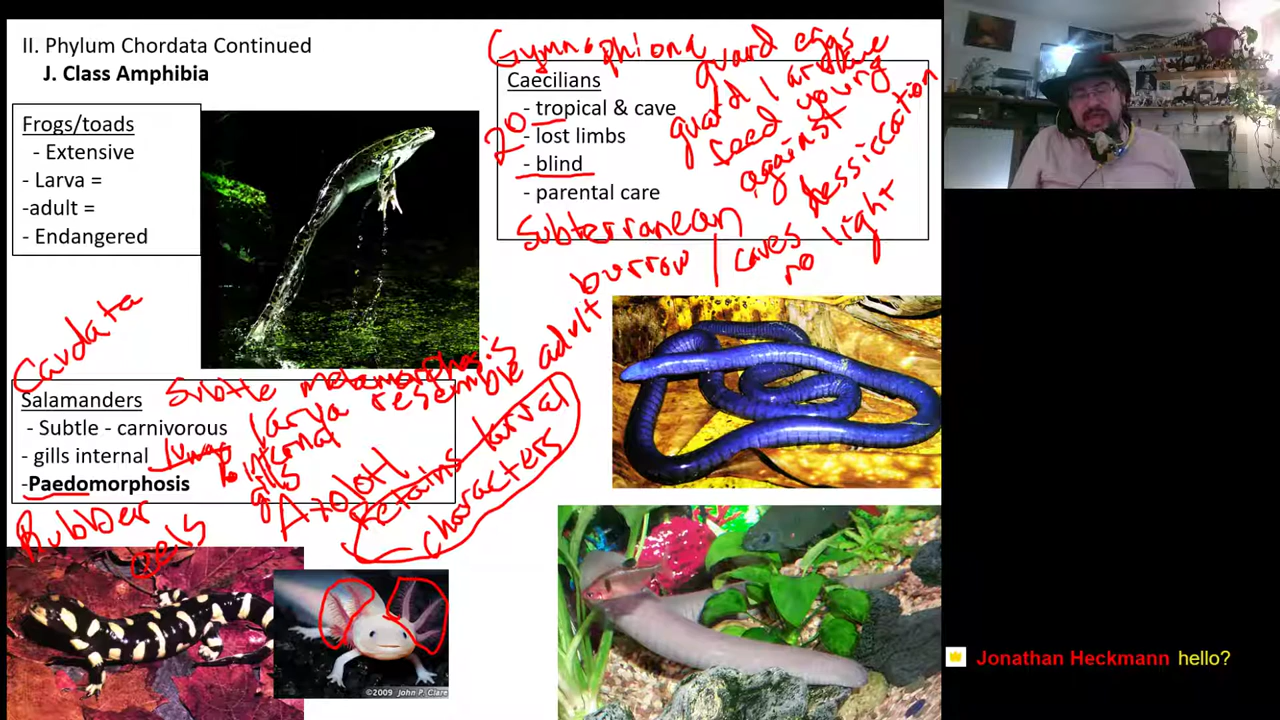 II. Phylum Chordata Continued
J. Class Amphibia
Frogs/toads
- Extensive
- Larva =
-adult =
- Endangered
Gymnophiona
Caecilians
- tropical & cave
- lost limbs
- blind
- parental care
20
guard eggs
guard larvae
feed young
against
dessiccation
Subterranean
burrow / caves
no light
Caudata
Salamanders
- Subtle - carnivorous
- gills internal
-Paedomorphosis
Subtle metamorphosis
larva resemble adult
lungs
internal
gills
Axolotl
Retains larval
characters
Rubber
eels
©2009 John P. Clare
Jonathan Heckmann hello?